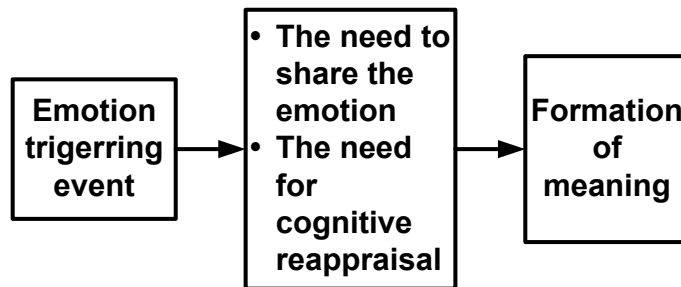 Emotion
trigerring
event
• The need to
share the
emotion
• The need
for
cognitive
reappraisal
Formation
of
meaning